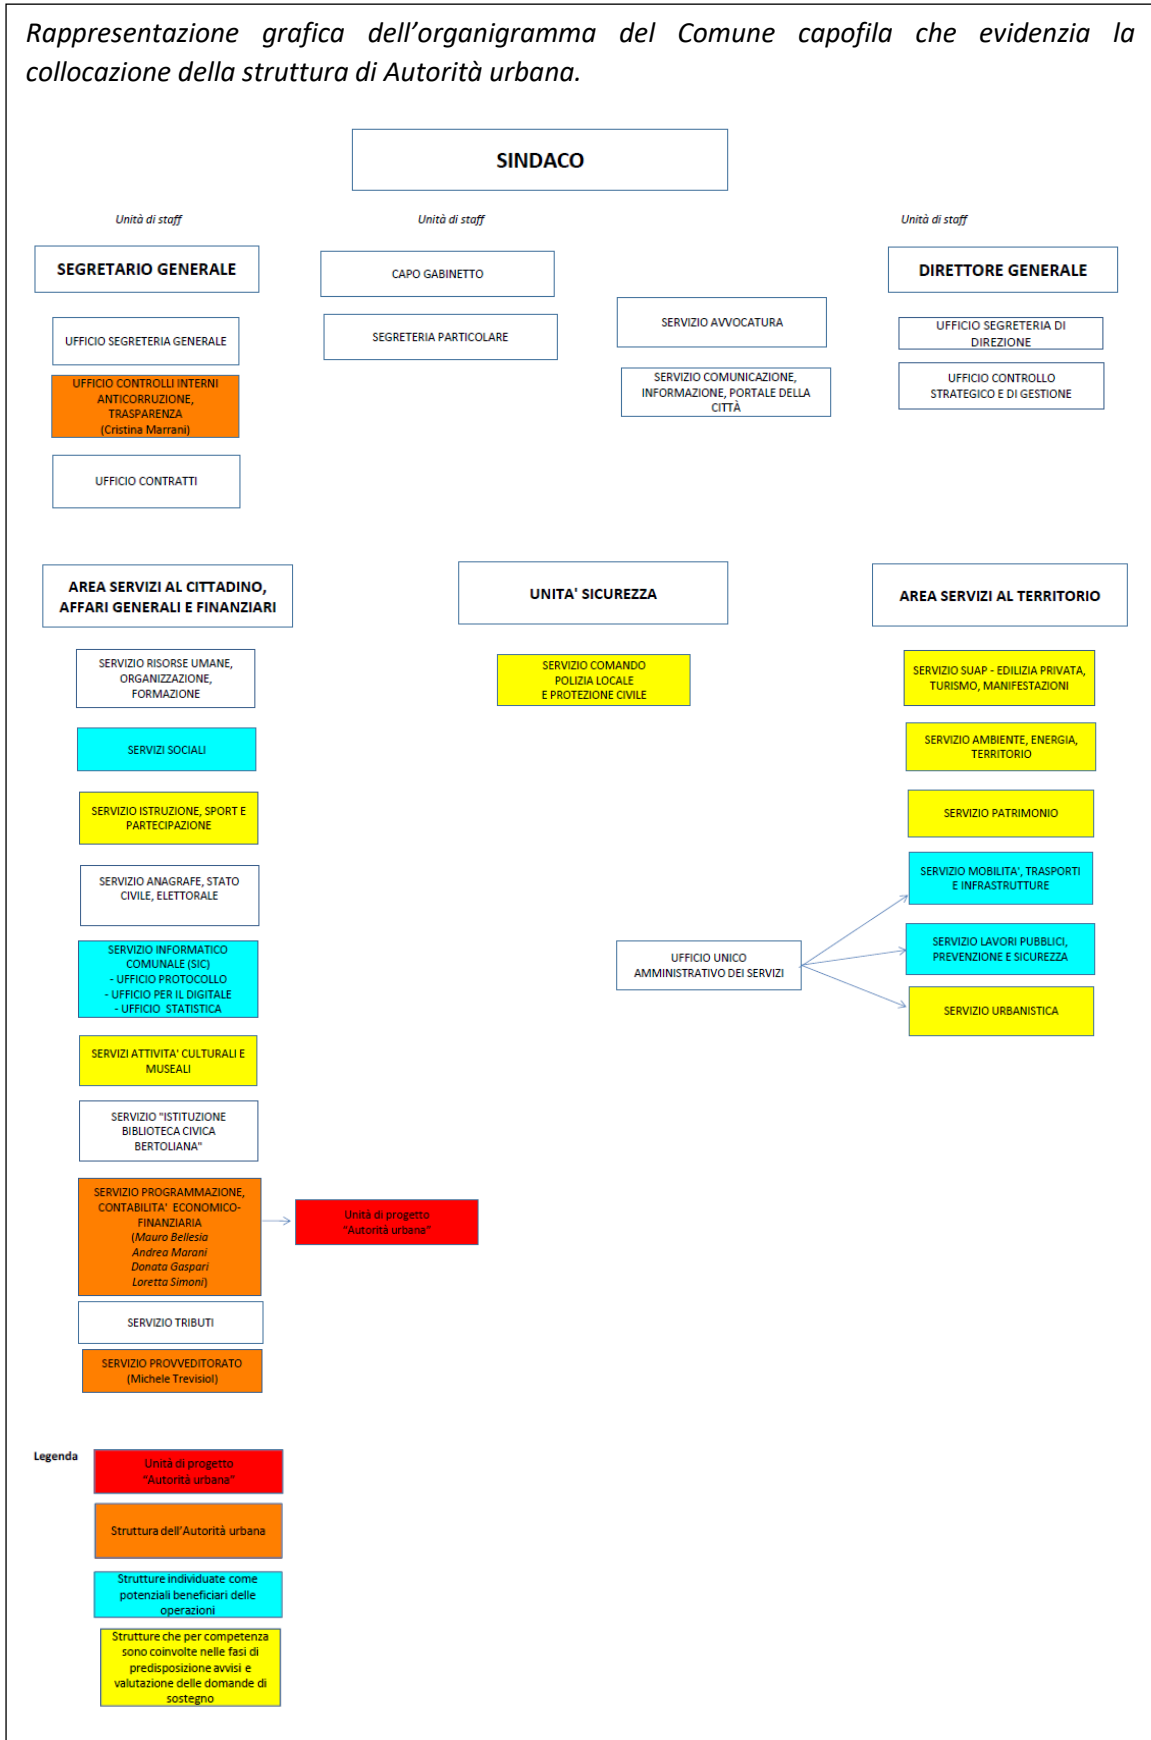 Rappresentazione grafica dell'organigramma del Comune capofila che evidenzia la
collocazione della struttura di Autorità urbana.
SINDACO
Unità di staff
Unità di staff
Unità di staff
SEGRETARIO GENERALE
UFFICIO SEGRETERIA GENERALE
UFFICIO CONTROLLI INTERNI
ANTICORRUZIONE,
TRASPARENZA
(Cristina Marrani)
UFFICIO CONTRATTI
CAPO GABINETTO
SEGRETERIA PARTICOLARE
SERVIZIO AVVOCATURA
SERVIZIO COMUNICAZIONE,
INFORMAZIONE, PORTALE DELLA
CITTÀ
DIRETTORE GENERALE
UFFICIO SEGRETERIA DI
DIREZIONE
UFFICIO CONTROLLO
STRATEGICO E DI GESTIONE
AREA SERVIZI AL CITTADINO,
AFFARI GENERALI E FINANZIARI
SERVIZIO RISORSE UMANE,
ORGANIZZAZIONE,
FORMAZIONE
SERVIZI SOCIALI
SERVIZIO ISTRUZIONE, SPORT E
PARTECIPAZIONE
SERVIZIO ANAGRAFE, STATO
CIVILE, ELETTORALE
SERVIZIO INFORMATICO
COMUNALE (SIC)
- UFFICIO PROTOCOLLO
- UFFICIO PER IL DIGITALE
- UFFICIO STATISTICA
SERVIZI ATTIVITA' CULTURALI E
MUSEALI
SERVIZIO "ISTITUZIONE
BIBLIOTECA CIVICA
BERTOLIANA"
SERVIZIO PROGRAMMAZIONE,
CONTABILITA' ECONOMICO-
FINANZIARIA
(Mauro Bellesia
Andrea Marani
Donata Gaspari
Loretta Simoni)
Unità di progetto
"Autorità urbana"
SERVIZIO TRIBUTI
SERVIZIO PROVVEDITORATO
(Michele Trevisiol)
UNITA' SICUREZZA
SERVIZIO COMANDO
POLIZIA LOCALE
E PROTEZIONE CIVILE
AREA SERVIZI AL TERRITORIO
SERVIZIO SUAP - EDILIZIA PRIVATA,
TURISMO, MANIFESTAZIONI
SERVIZIO AMBIENTE, ENERGIA,
TERRITORIO
SERVIZIO PATRIMONIO
SERVIZIO MOBILITA', TRASPORTI
E INFRASTRUTTURE
UFFICIO UNICO
AMMINISTRATIVO DEI SERVIZI
SERVIZIO LAVORI PUBBLICI,
PREVENZIONE E SICUREZZA
SERVIZIO URBANISTICA
Legenda
Unità di progetto
"Autorità urbana"
Struttura dell'Autorità urbana
Strutture individuate come
potenziali beneficiari delle
operazioni
Strutture che per competenza
sono coinvolte nelle fasi di
predisposizione avvisi e
valutazione delle domande di
sostegno